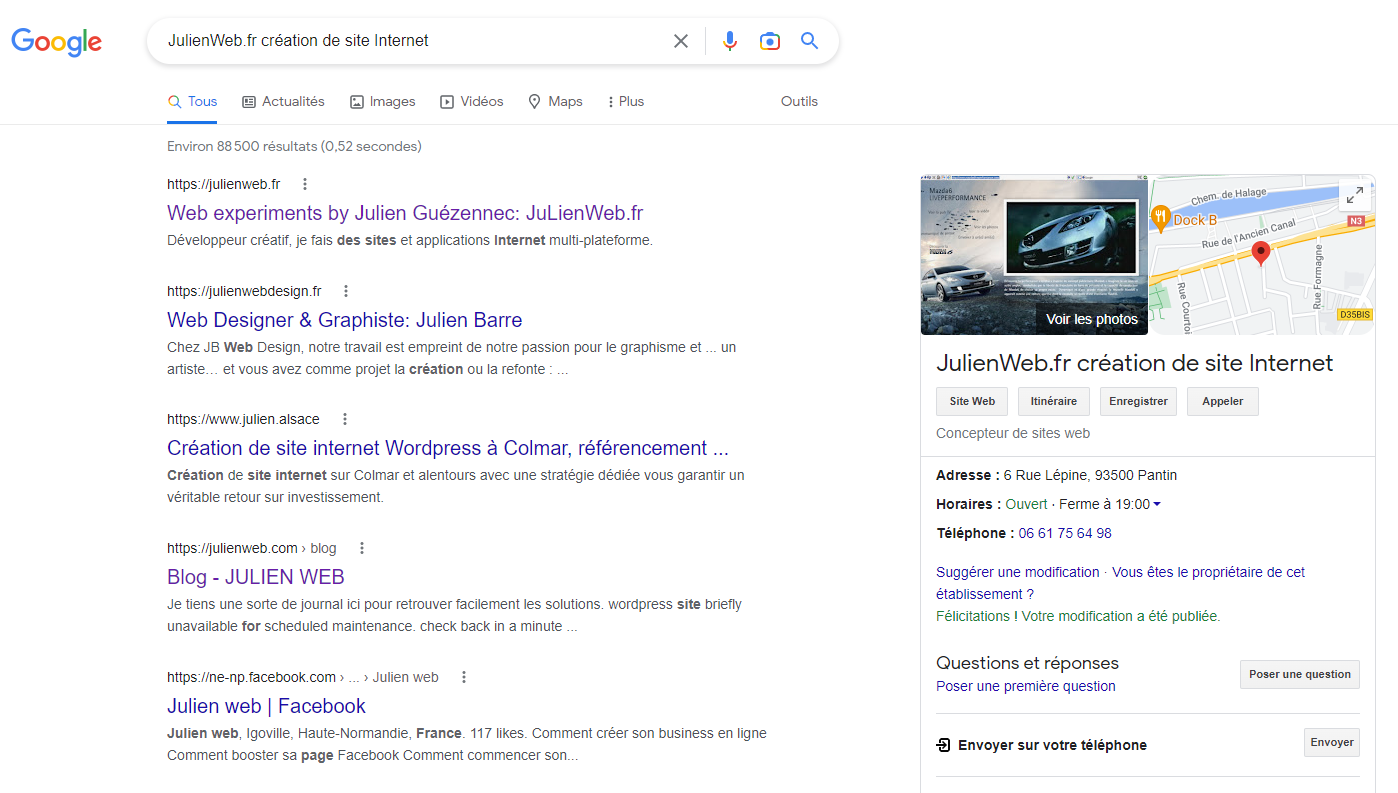 Google
JulienWeb.fr création de site Internet
Tous
Actualités
Images
Vidéos
Maps
Plus
Outils
Environ 88 500 résultats (0,52 secondes)
https://julienweb.fr
Web experiments by Julien Guézennec: JuLienWeb.fr
Développeur créatif, je fais des sites et applications Internet multi-plateforme.
https://julienwebdesign.fr
Web Designer & Graphiste: Julien Barre
Chez JB Web Design, notre travail est empreint de notre passion pour le graphisme et ... un
artiste… et vous avez comme projet la création ou la refonte : ...
https://www.julien.alsace
Création de site internet Wordpress à Colmar, référencement ...
Création de site internet sur Colmar et alentours avec une stratégie dédiée vous garantir un
véritable retour sur investissement.
https://julienweb.com › blog
Blog - JULIEN WEB
Je tiens une sorte de journal ici pour retrouver facilement les solutions. wordpress site briefly
unavailable for scheduled maintenance. check back in a minute ...
https://ne-np.facebook.com › ... › Julien web
Julien web | Facebook
Julien web, Igoville, Haute-Normandie, France. 117 likes. Comment créer son business en ligne
Comment booster sa page Facebook Comment commencer son...
Mazda6
LIVEPERFORMANCE
Voir les photos
Chem. de Halage
N3
Dock B
Rue de l'Ancien Canal
Rue Formagne
Rue Courtoi
D35BIS
JulienWeb.fr création de site Internet
Site Web
Itinéraire
Enregistrer
Appeler
Concepteur de sites web
Adresse : 6 Rue Lépine, 93500 Pantin
Horaires : Ouvert · Ferme à 19:00
Téléphone : 06 61 75 64 98
Suggérer une modification · Vous êtes le propriétaire de cet
établissement ?
Félicitations ! Votre modification a été publiée.
Questions et réponses
Poser une première question
Poser une question
Envoyer sur votre téléphone
Envoyer